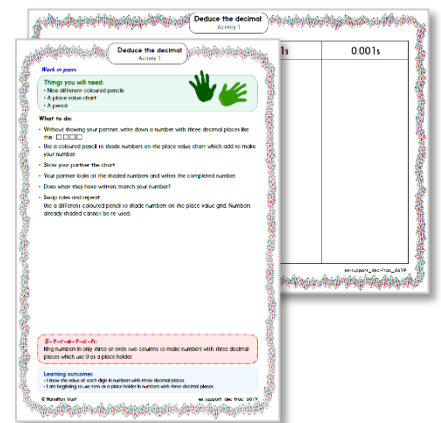 Deduce the decimal
Activity 1
1s
0.001s
ex-support_dec-frac_6619
Deduce the decimal
Activity 1
Work in pairs
Things you will need:
• Nine different coloured pencils
• A place value chart
• A pencil
What to do:
• Without showing your partner, write down a number with three decimal places like
this: □.□□□
• Use a coloured pencil to shade numbers on the place value chart which add to make
your number.
• Show your partner the chart.
• Your partner looks at the shaded numbers and writes the completed number.
• Does what they have written, match your number?
• Swap roles and repeat.
Use a different coloured pencil to shade numbers on the place value grid. Numbers
already shaded cannot be re-used.
S-t-r-e-t-c-h:
Ring numbers in only three or even two columns to make numbers with three decimal
places which use 0 as a place holder.
Learning outcomes:
• I know the value of each digit in numbers with three decimal places.
• I am beginning to use zero as a place holder in numbers with three decimal places.
© Hamilton Trust
ex-support_dec-frac_6619